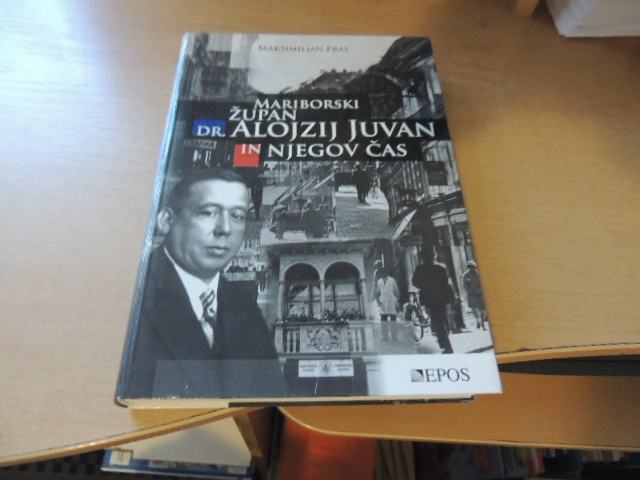 MAKSIMILJAN FRAS
MARIBORSKI
ŽUPAN
DR. ALOJZIJ JUVAN
IN NJEGOV ČAS
EPOS